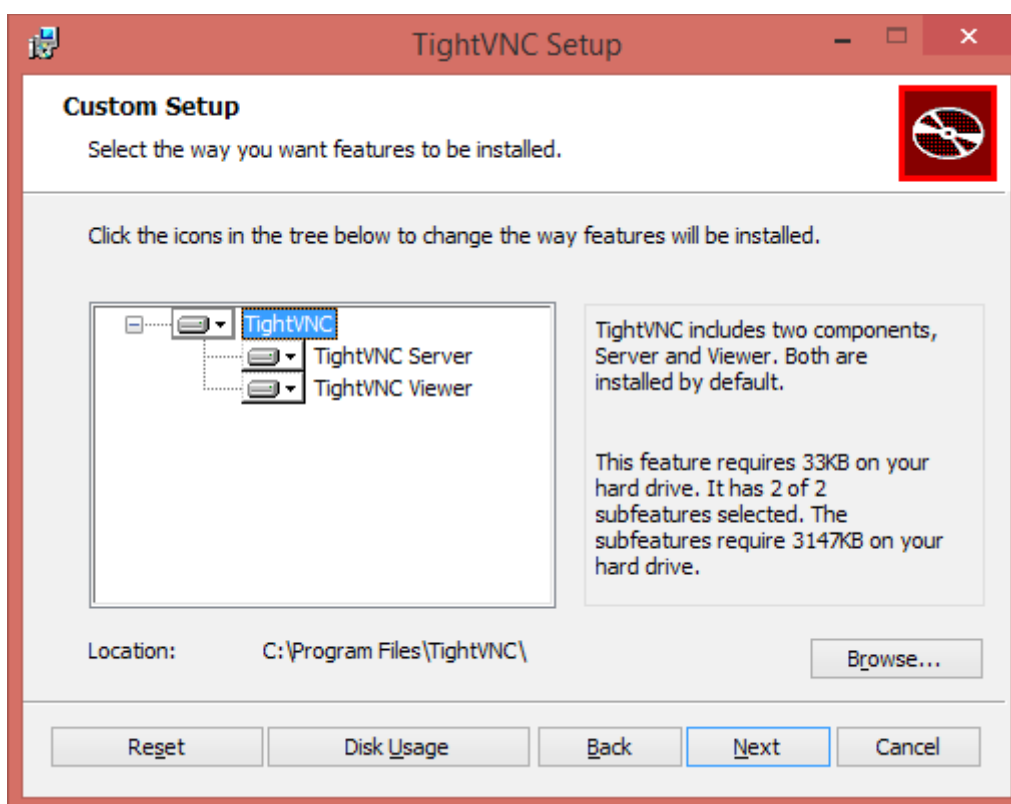 TightVNC Setup
Custom Setup
Select the way you want features to be installed.
Click the icons in the tree below to change the way features will be installed.
TightVNC
TightVNC Server
TightVNC Viewer
TightVNC includes two components,
Server and Viewer. Both are
installed by default.
This feature requires 33KB on your
hard drive. It has 2 of 2
subfeatures selected. The
subfeatures require 3147KB on your
hard drive.
Location: C:\Program Files\TightVNC\
Browse...
Reset Disk Usage Back Next Cancel